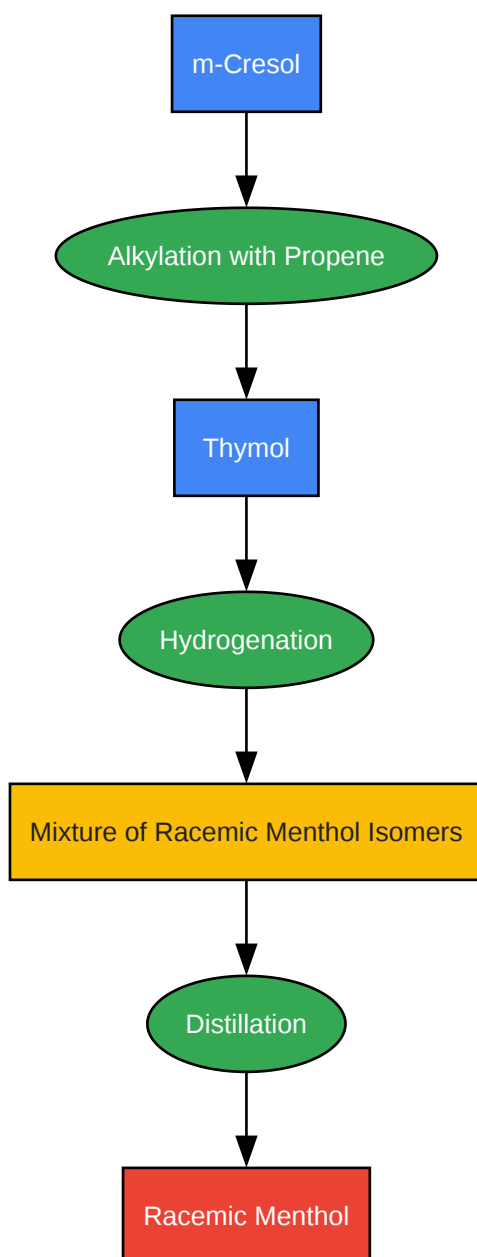 m-Cresol
Alkylation with Propene
Thymol
Hydrogenation
Mixture of Racemic Menthol Isomers
Distillation
Racemic Menthol